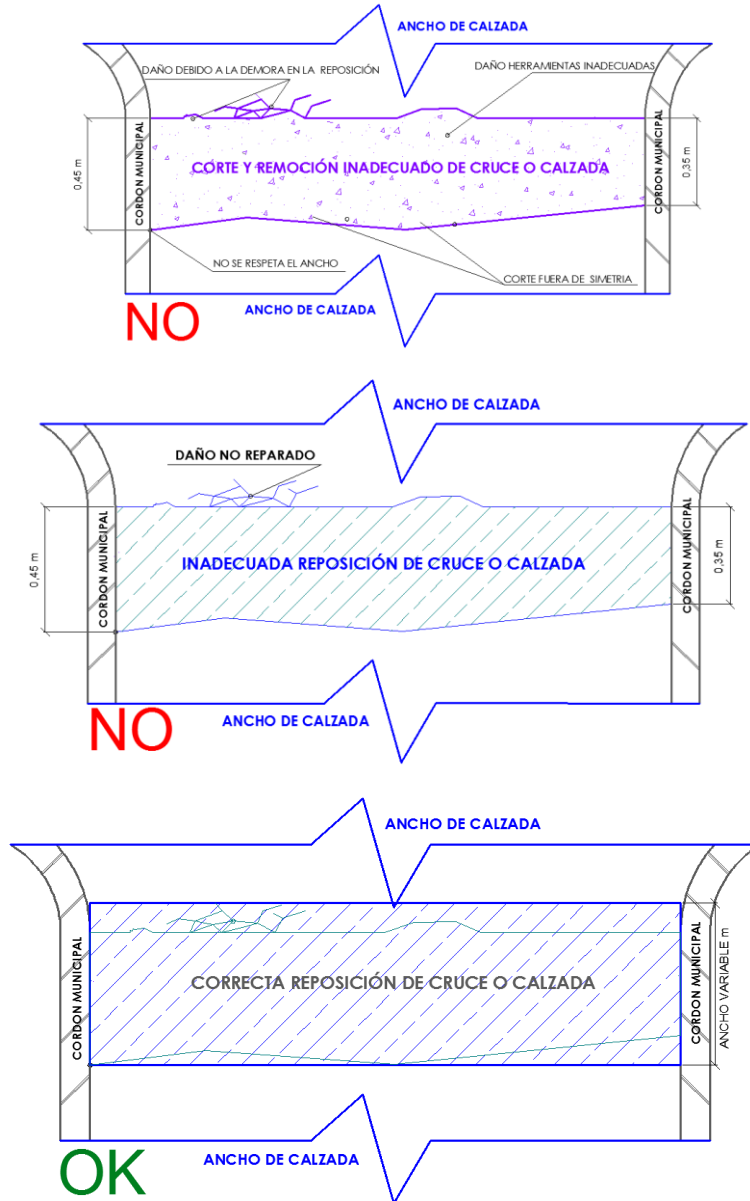 ANCHO DE CALZADA
DAÑO DEBIDO A LA DEMORA EN LA REPOSICIÓN
DAÑO HERRAMIENTAS INADECUADAS
0,45 m
CORDON MUNICIPAL
CORTE Y REMOCIÓN INADECUADO DE CRUCE O CALZADA
CORDON MUNICIPAL
0,35 m
NO SE RESPETA EL ANCHO
CORTE FUERA DE SIMETRIA
NO
ANCHO DE CALZADA
ANCHO DE CALZADA
DAÑO NO REPARADO
0,45 m
CORDON MUNICIPAL
INADECUADA REPOSICIÓN DE CRUCE O CALZADA
CORDON MUNICIPAL
0,35 m
NO
ANCHO DE CALZADA
ANCHO DE CALZADA
CORDON MUNICIPAL
CORRECTA REPOSICIÓN DE CRUCE O CALZADA
CORDON MUNICIPAL
ANCHO VARIABLE m
OK
ANCHO DE CALZADA